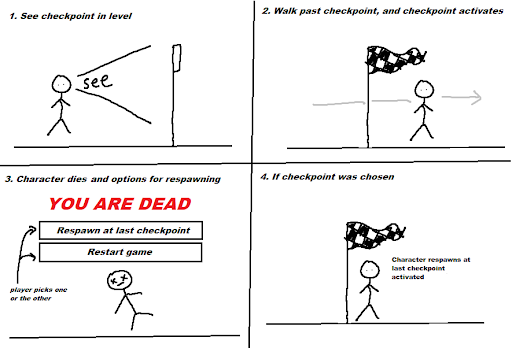 1. See checkpoint in level
see
2. Walk past checkpoint, and checkpoint activates
3. Character dies and options for respawning
YOU ARE DEAD
Respawn at last checkpoint
Restart game
player picks one
or the other
4. If checkpoint was chosen
Character respawns at
last checkpoint
activated